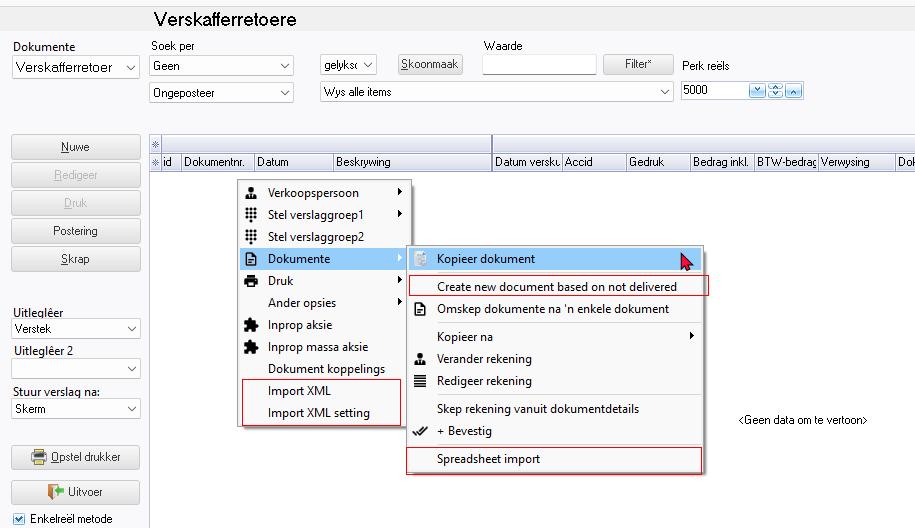 Verskafferretoere
Dokumente
Soek per
Waarde
Verskafferretoer
Geen
gelyksc
Skoonmaak
Filter*
Perk reëls
Ongeposteer
Wys alle items
5000
Nuwe
Redigeer
Druk
Postering
Skrap
id Dokumentnr. Datum Beskrywing Datum versku Accid Gedruk Bedrag inkl. BTW-bedrag Verwysing Dok
Verkoopspersoon
Stel verslaggroep1
Stel verslaggroep2
Dokumente
Druk
Ander opsies
Inprop aksie
Inprop massa aksie
Dokument koppelings
Import XML
Import XML setting
Kopieer dokument
Create new document based on not delivered
Omskep dokumente na 'n enkele dokument
Kopieer na
Verander rekening
Redigeer rekening
Skep rekening vanuit dokumentdetails
+ Bevestig
Spreadsheet import
<Geen data om te vertoon>
Uitleglêer
Verstek
Uitleglêer 2
Stuur verslag na:
Skerm
Opstel drukker
Uitvoer
Enkelreël metode